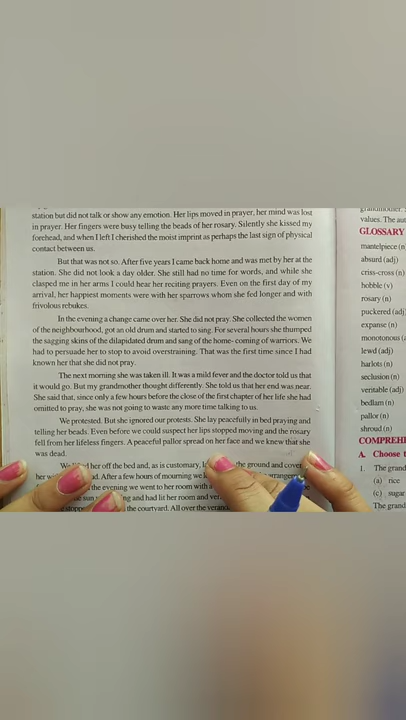 station but did not talk or show any emotion. Her lips moved in prayer, her mind was lost
in prayer. Her fingers were busy telling the beads of her rosary. Silently she kissed my
forehead, and when I left I cherished the moist imprint as perhaps the last sign of physical
contact between us.
But that was not so. After five years I came back home and was met by her at the
station. She did not look a day older. She still had no time for words, and while she
clasped me in her arms I could hear her reciting prayers. Even on the first day of my
arrival, her happiest moments were with her sparrows whom she fed longer and with
frivolous rebukes.
In the evening a change came over her. She did not pray. She collected the women
of the neighbourhood, got an old drum and started to sing. For several hours she thumped
the sagging skins of the dilapidated drum and sang of the home- coming of warriors. We
had to persuade her to stop to avoid overstraining. That was the first time since I had
known her that she did not pray.
The next morning she was taken ill. It was a mild fever and the doctor told us that
it would go. But my grandmother thought differently. She told us that her end was near.
She said that, since only a few hours before the close of the first chapter of her life she had
omitted to pray, she was not going to waste any more time talking to us.
We protested. But she ignored our protests. She lay peacefully in bed praying and
telling her beads. Even before we could suspect her lips stopped moving and the rosary
fell from her lifeless fingers. A peaceful pallor spread on her face and we knew that she
was dead.
her off the bed and, as is customary, the ground and
After a few hours of mourning we
the evening we went to her room with
sun and had lit her room and
the courtyard. All over the
values. The
GLOSSARY
mantelpiece
absurd (adj)
criss-cross (n)
hobble (v)
rosary (n)
puckered (adj)
expanse (n)
monotonous
lewd (adj)
harlots (n)
seclusion (n)
veritable (adj)
bedlam (n)
pallor (n)
shroud (n)
A. Choose
1. The
(a) rice
(c) sugar
The